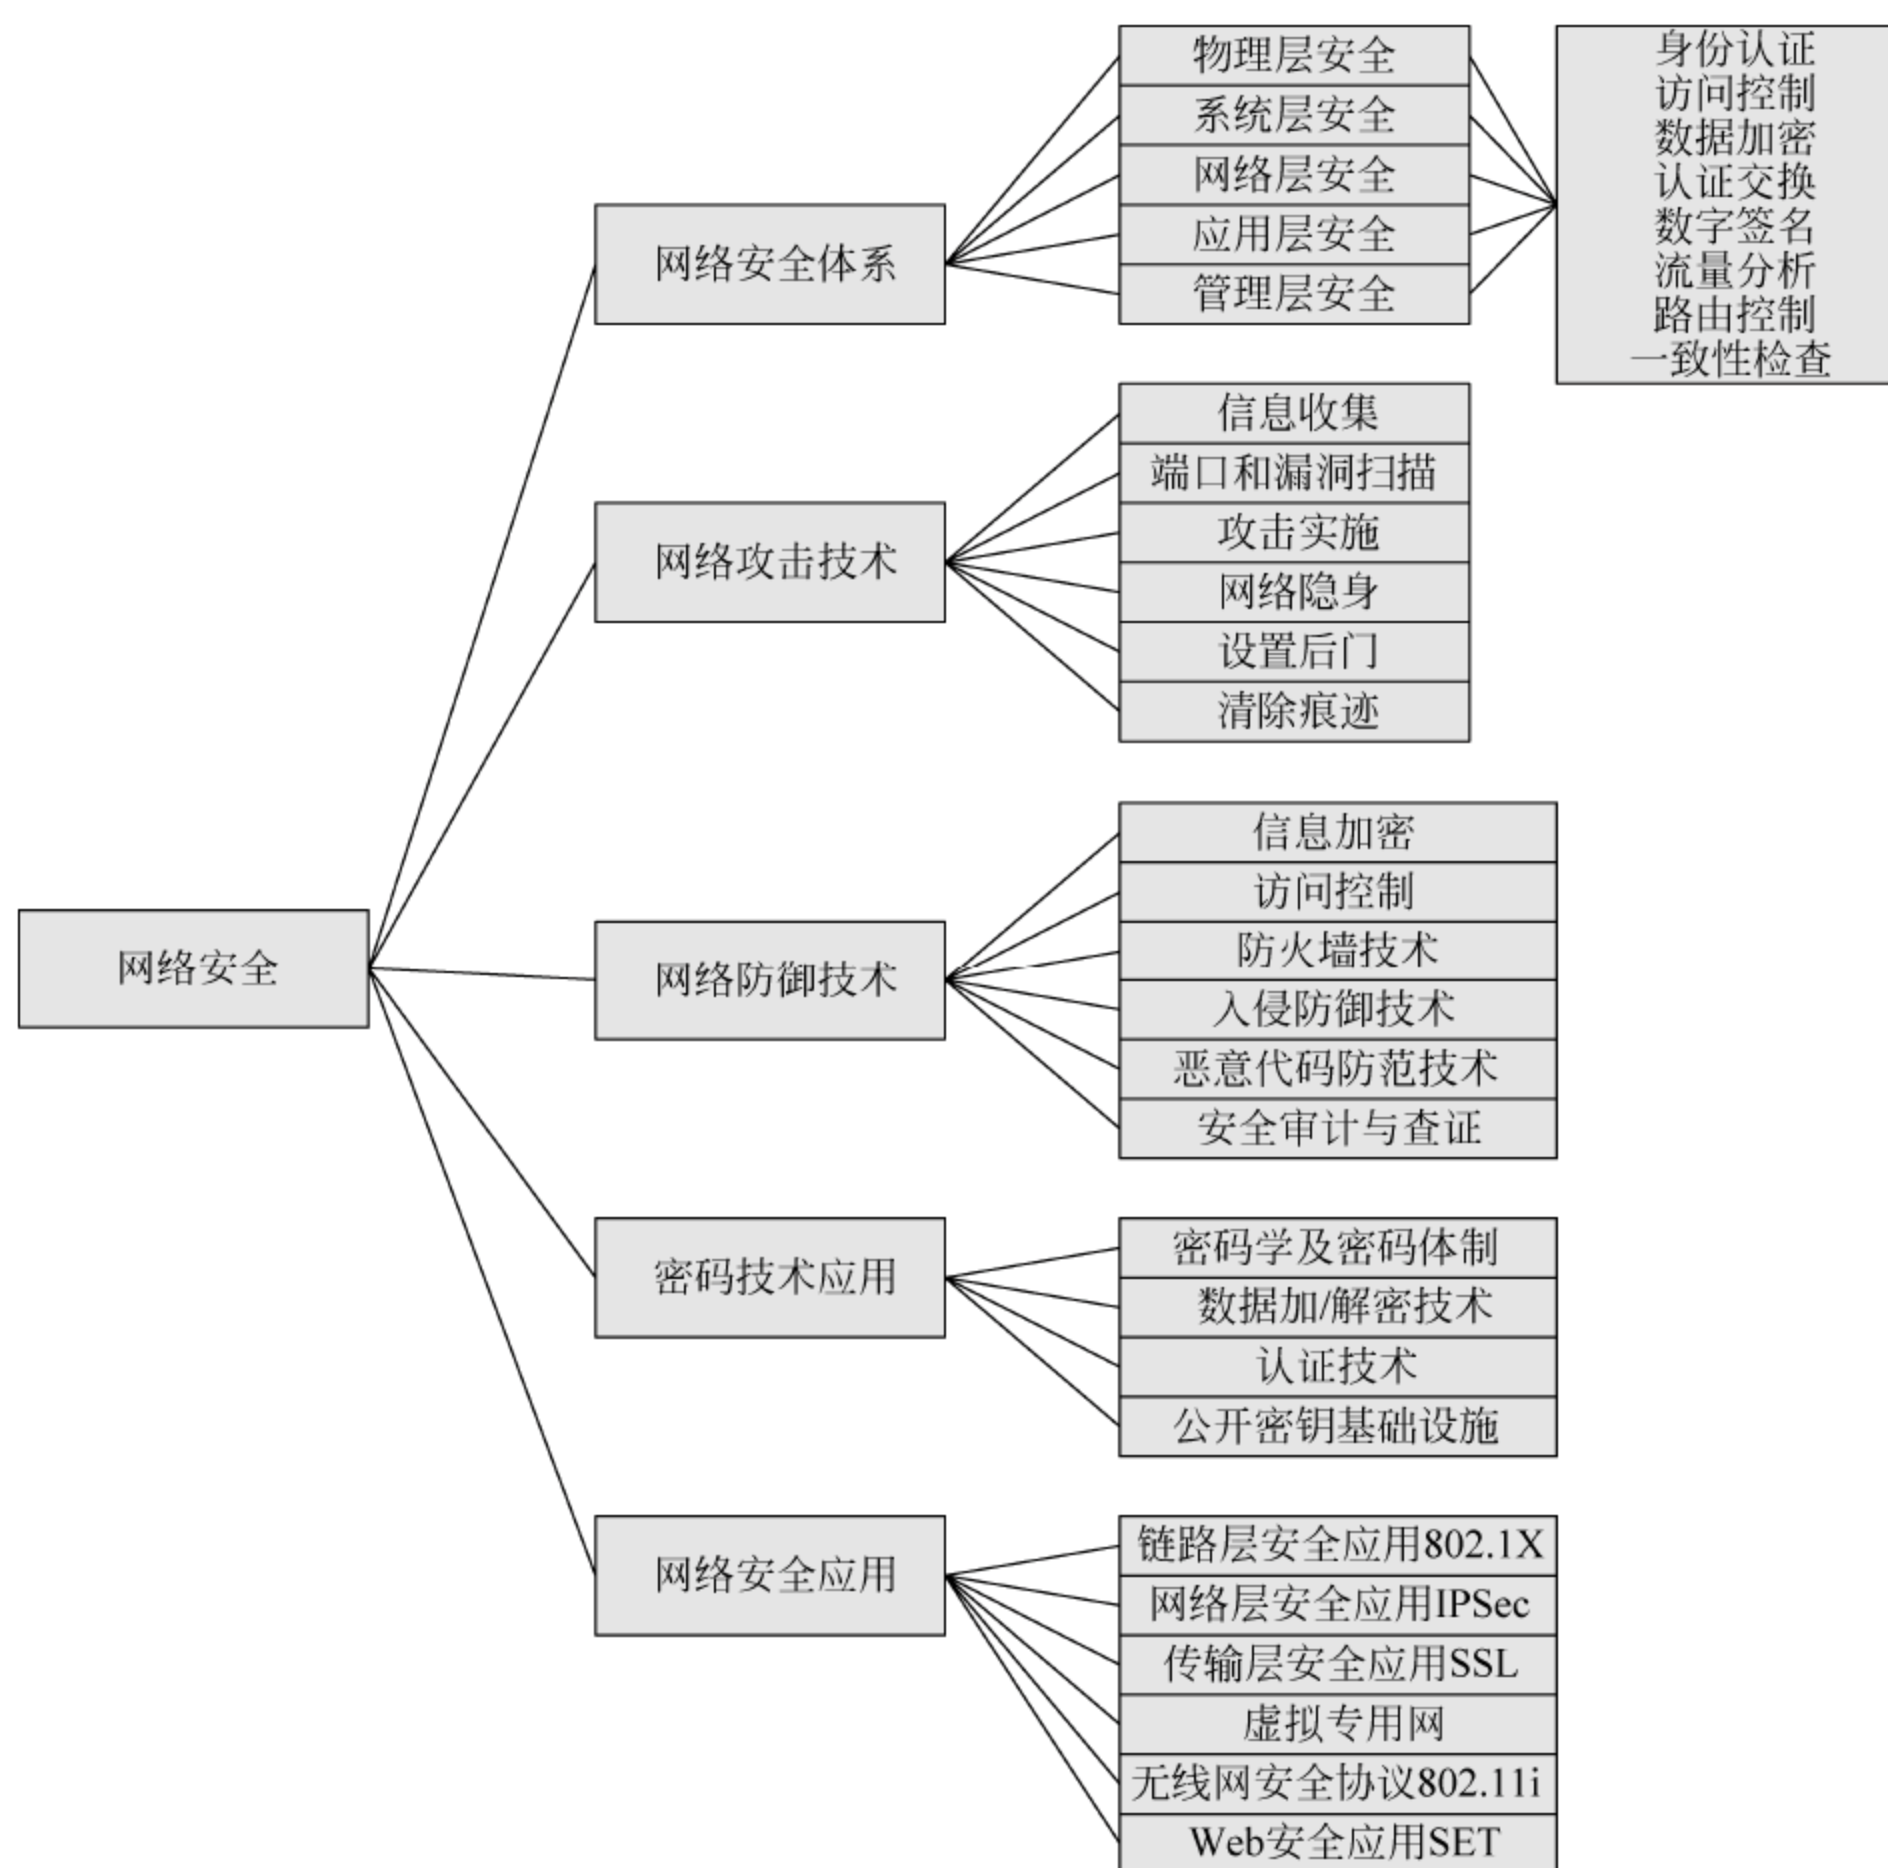 网络安全
网络安全体系
物理层安全
系统层安全
网络层安全
应用层安全
管理层安全
身份认证
访问控制
数据加密
认证交换
数字签名
流量分析
路由控制
一致性检查
网络攻击技术
信息收集
端口和漏洞扫描
攻击实施
网络隐身
设置后门
清除痕迹
网络防御技术
信息加密
访问控制
防火墙技术
入侵防御技术
恶意代码防范技术
安全审计与查证
密码技术应用
密码学及密码体制
数据加/解密技术
认证技术
公开密钥基础设施
网络安全应用
链路层安全应用802.1X
网络层安全应用IPSec
传输层安全应用SSL
虚拟专用网
无线网安全协议802.11i
Web安全应用SET